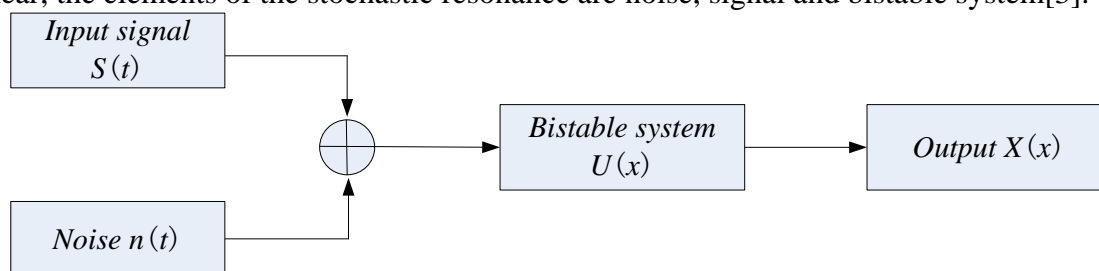 the elements of the stochastic resonance are noise, signal and bistable system[3].
Input signal
S(t)
Noise n(t)
Bistable system
U(x)
Output X(x)